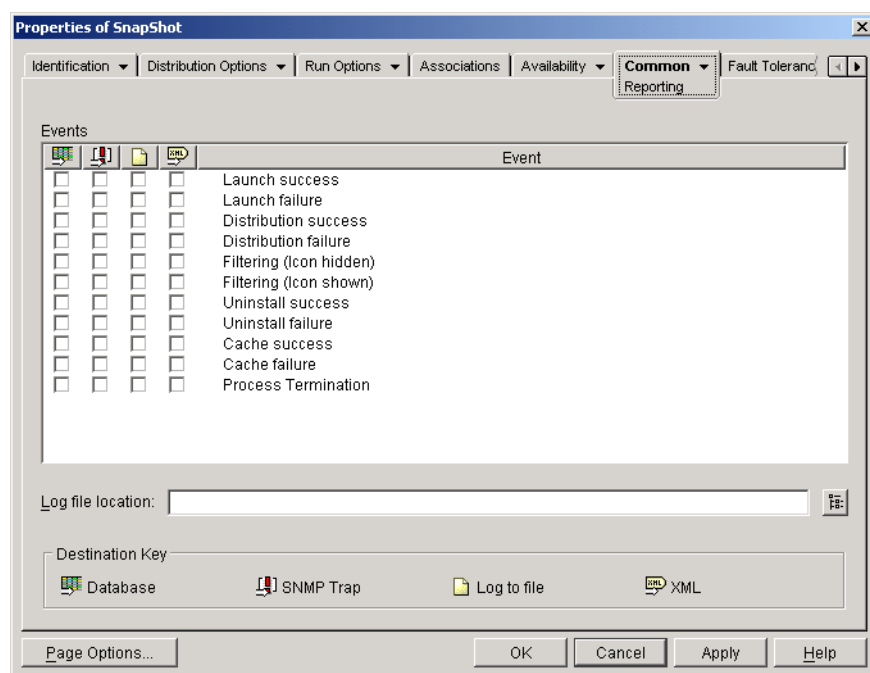 Properties of SnapShot
Identification Distribution Options Run Options Associations Availability Common Fault Toleranc
Reporting
Events
XML Event
Launch success
Launch failure
Distribution success
Distribution failure
Filtering (Icon hidden)
Filtering (Icon shown)
Uninstall success
Uninstall failure
Cache success
Cache failure
Process Termination
Log file location:
Destination Key
Database SNMP Trap Log to file XML XML
Page Options... OK Cancel Apply Help